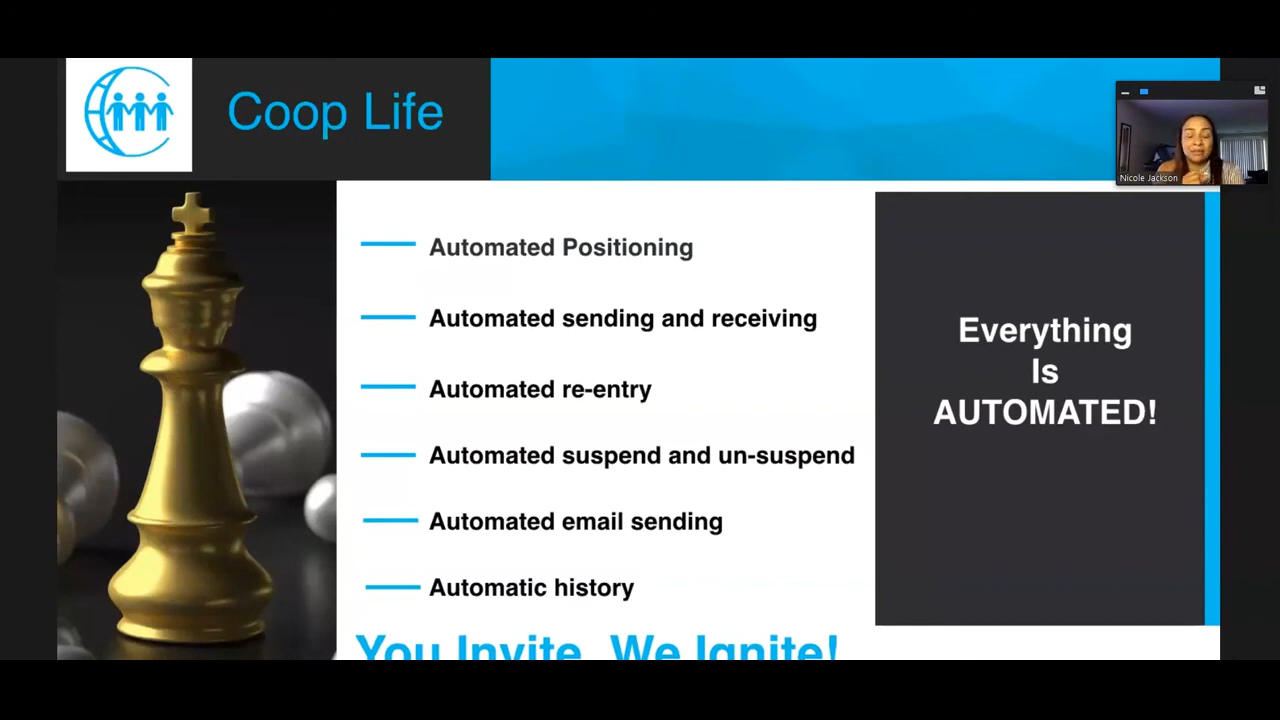 Coop Life
Nicole Jackson
Automated Positioning
Automated sending and receiving
Automated re-entry
Automated suspend and un-suspend
Automated email sending
Automatic history
Everything
Is
AUTOMATED!
You Invite, We Ignite!